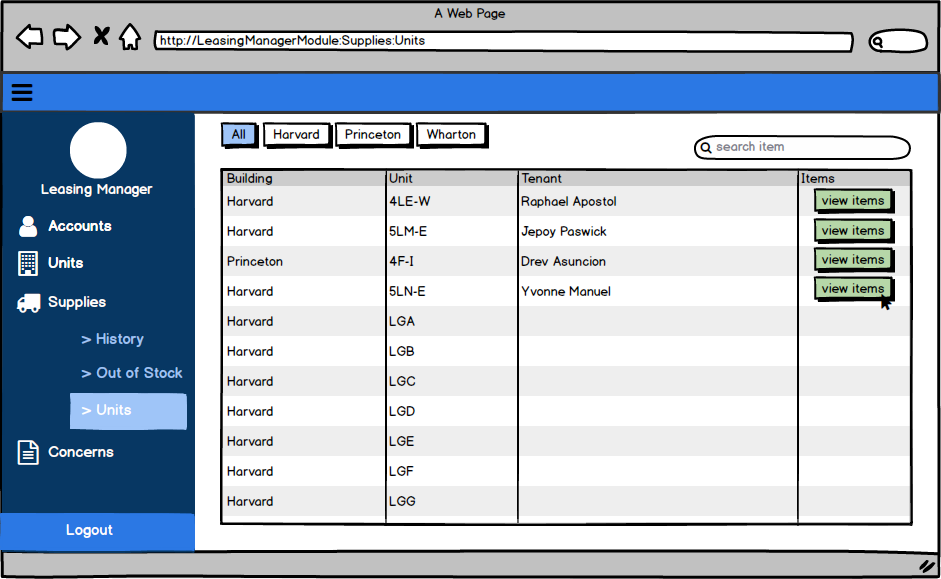 A Web Page
http://LeasingManagerModule:Supplies:Units
Leasing Manager
Accounts
Units
Supplies
> History
> Out of Stock
> Units
Concerns
Logout
All Harvard Princeton Wharton
search item
Building Unit Tenant Items
Harvard 4LE-W Raphael Apostol view items
Harvard 5LM-E Jepoy Paswick view items
Princeton 4F-I Drev Asuncion view items
Harvard 5LN-E Yvonne Manuel view items
Harvard LGA
Harvard LGB
Harvard LGC
Harvard LGD
Harvard LGE
Harvard LGF
Harvard LGG